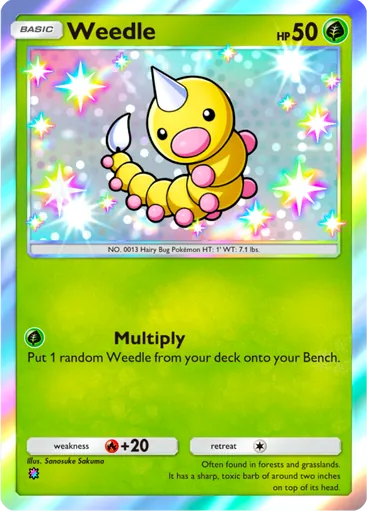 BASIC Weedle HP 50
NO. 0013 Hairy Bug Pokémon HT: 1' WT: 7.1 lbs.
Multiply
Put 1 random Weedle from your deck onto your Bench.
weakness +20 retreat
Illus. Sanosuke Sakuma
Often found in forests and grasslands.
It has a sharp, toxic barb of around two inches
on top of its head.